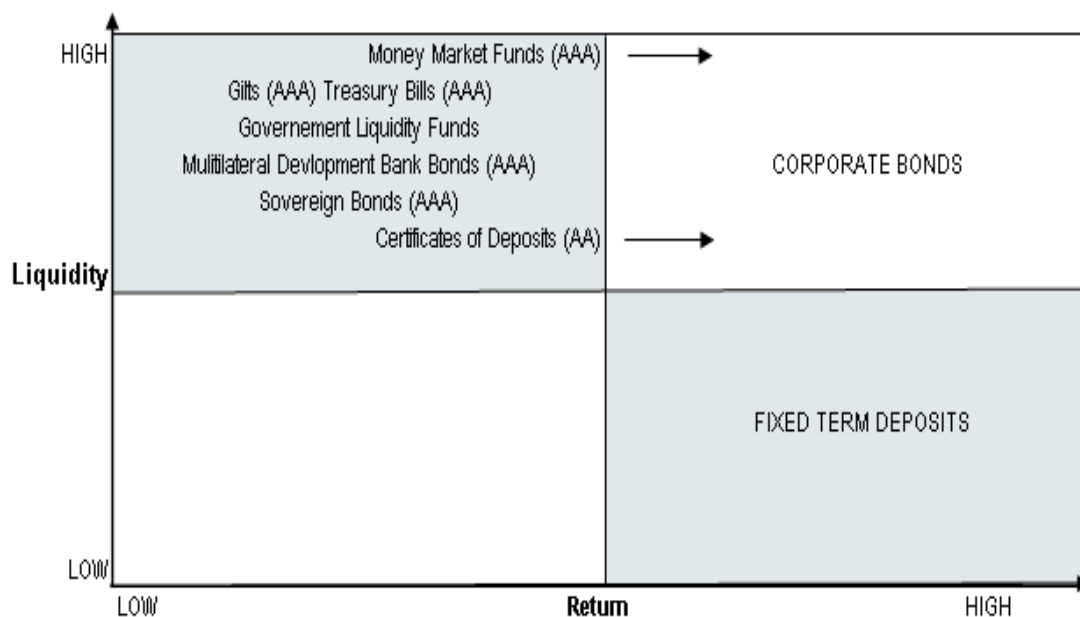 HIGH
Money Market Funds (AAA)
Gilts (AAA) Treasury Bills (AAA)
Governement Liquidity Funds
Mulitilateral Devlopment Bank Bonds (AAA)
CORPORATE BONDS
Sovereign Bonds (AAA)
Certificates of Deposits (AA)
Liquidity
FIXED TERM DEPOSITS
LOW
LOW
Return
HIGH